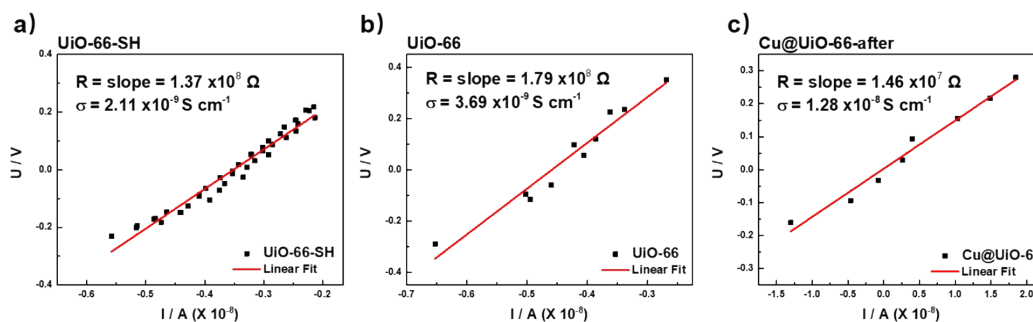 a)
UiO-66-SH
R = slope = 1.37 x10⁸ Ω
σ = 2.11 x10⁻⁹ S cm⁻¹
U / V
0.4
0.2
0.0
-0.2
-0.4
-0.6
-0.5
-0.4
-0.3
-0.2
UiO-66-SH
Linear Fit
I / A (X 10⁻⁸)
b)
UiO-66
R = slope = 1.79 x10⁸ Ω
σ = 3.69 x10⁻⁹ S cm⁻¹
U / V
0.4
0.2
0.0
-0.2
-0.4
-0.7
-0.6
-0.5
-0.4
-0.3
UiO-66
Linear Fit
I / A (X 10⁻⁸)
c)
Cu@UiO-66-after
R = slope = 1.46 x10⁷ Ω
σ = 1.28 x10⁻⁸ S cm⁻¹
U / V
0.3
0.2
0.0
-0.2
-0.3
-1.5
-1.0
-0.5
0.0
0.5
1.0
1.5
2.0
Cu@UiO-6
Linear Fit
I / A (X 10⁻⁸)